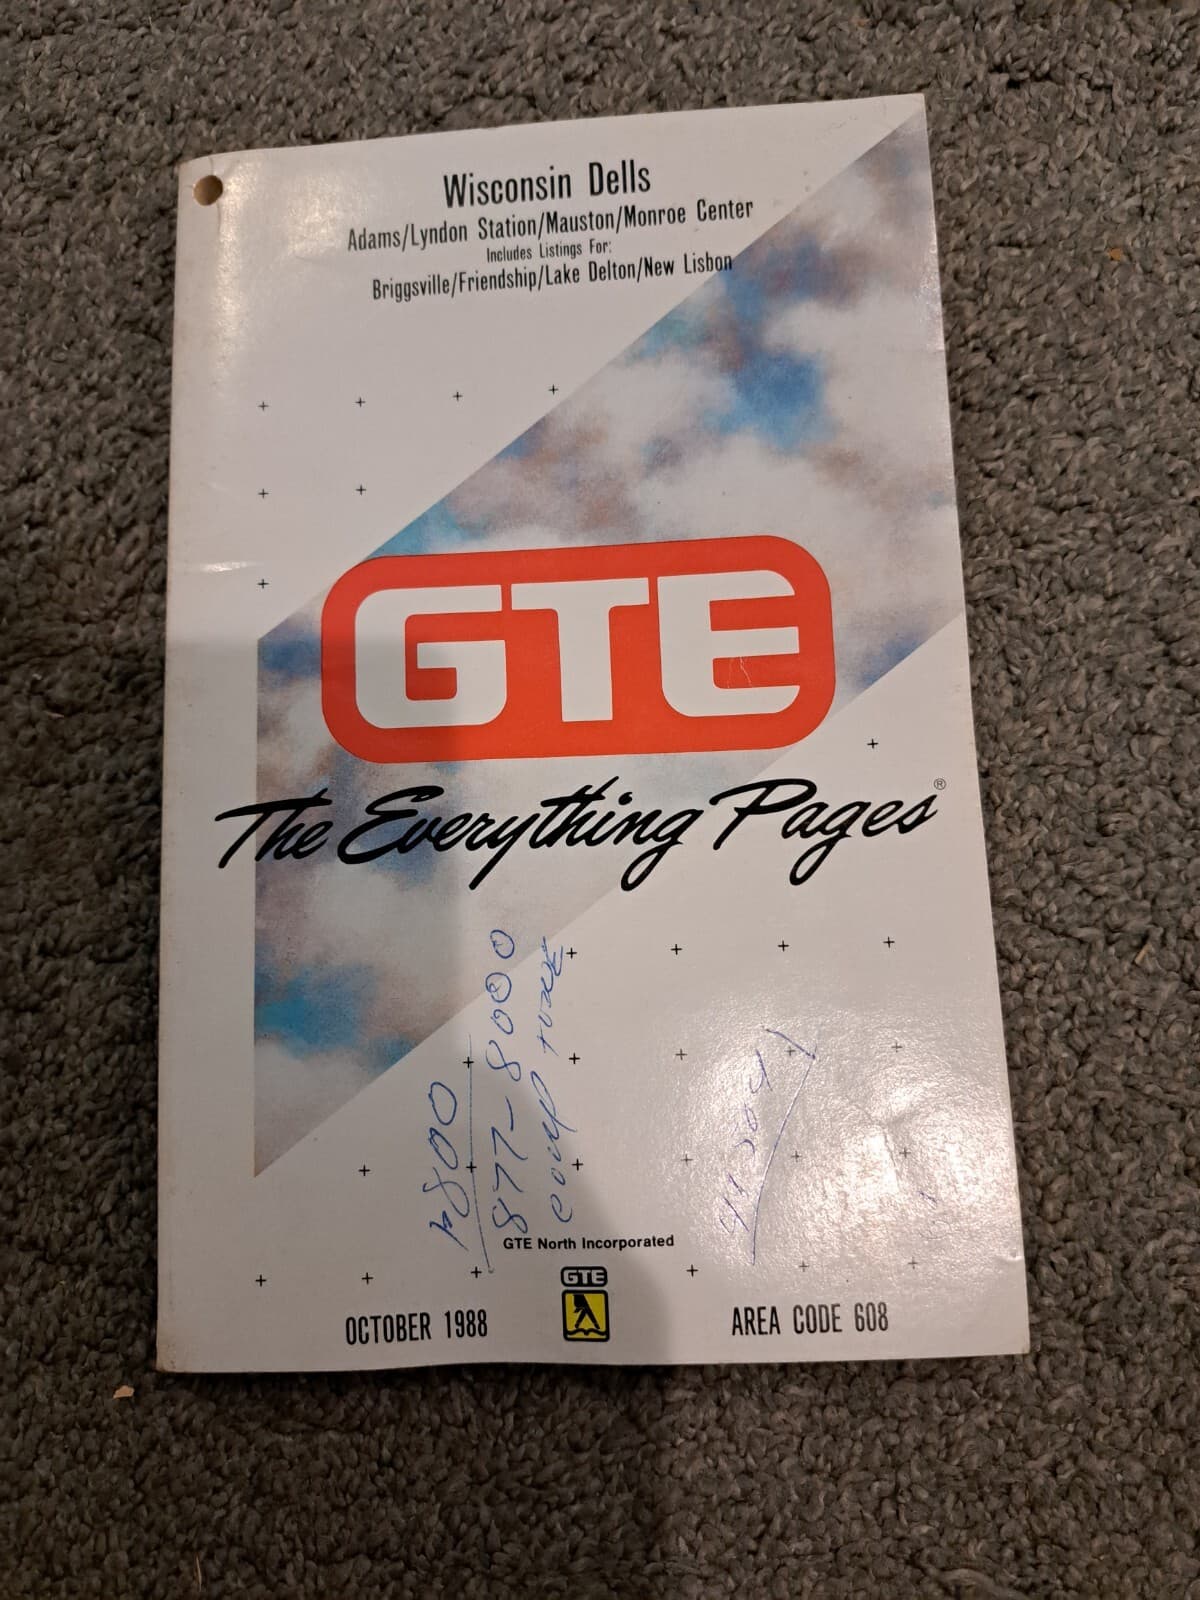 Wisconsin Dells
Adams/Lyndon Station/Mauston/Monroe Center
Includes Listings For:
Briggsville/Friendship/Lake Delton/New Lisbon
GTE
The Everything Pages®
800
877-8000
GTE North Incorporated
GTE
OCTOBER 1988
AREA CODE 608